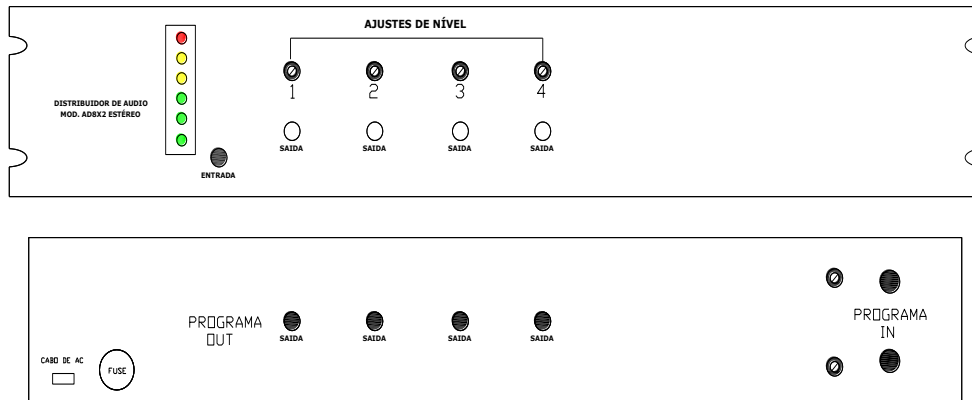 AJUSTES DE NÍVEL
DISTRIBUIDOR DE AUDIO
MOD. AD8X2 ESTÉREO
1 2 3 4
SAIDA SAIDA SAIDA SAIDA
ENTRADA
PROGRAMA
OUT
SAIDA SAIDA SAIDA SAIDA
PROGRAMA
IN
CABO DE AC
FUSE